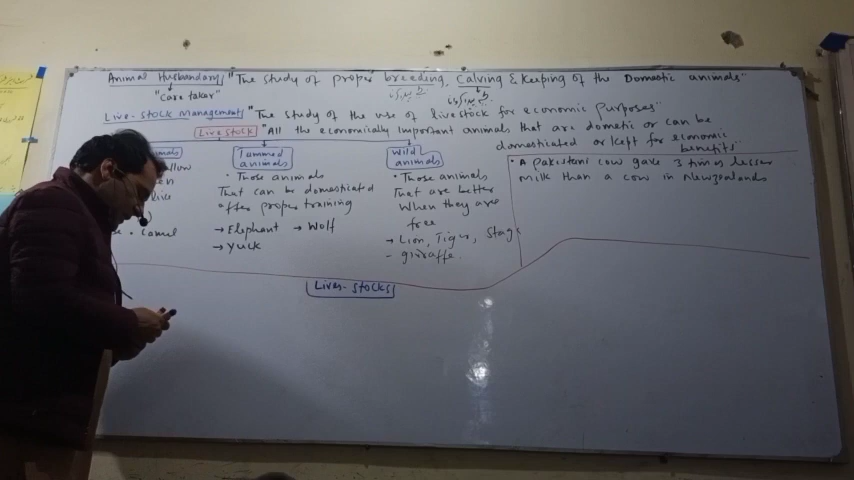 Animal Husbandary "The study of proper breeding, Calving & Keeping of the Domestic animals"
"Care taker"
Live-stock Management "The study of the use of livestock for economic purposes"
Live stock "All the economically important animals that are dometic or can be
domesticated or kept for economic
benefits"
Tammed
animals
• Those animals
That can be domesticated
after proper training
→ Elephant → Wolf
→ Yuck
Wild
animals
• Those animals
That are better
When they are
free
→ Lion, Tiger, Stag
- giraffe.
• A Pakistani cow gave 3 times lesser
milk than a cow in Newzealands
• Camel
Lives-stocks